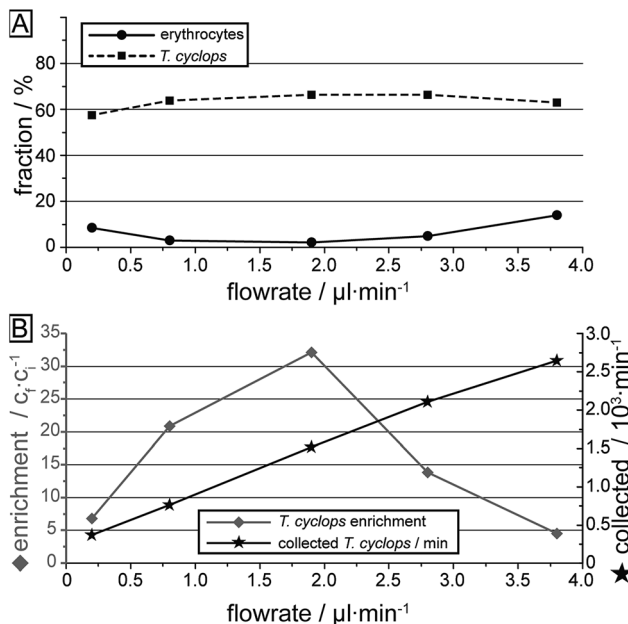 A
erythrocytes
T. cyclops
fraction / %
80
60
40
20
0
0 0.5 1.0 1.5 2.0 2.5 3.0 3.5 4.0
flowrate / µl·min⁻¹
B
enrichment / c_f·c_i⁻¹
35
30
25
20
15
10
5
0
T. cyclops enrichment
collected T. cyclops / min
3.0
2.5
2.0
1.5
1.0
0.5
0
collected / 10³·min⁻¹
0 0.5 1.0 1.5 2.0 2.5 3.0 3.5 4.0
flowrate / µl·min⁻¹